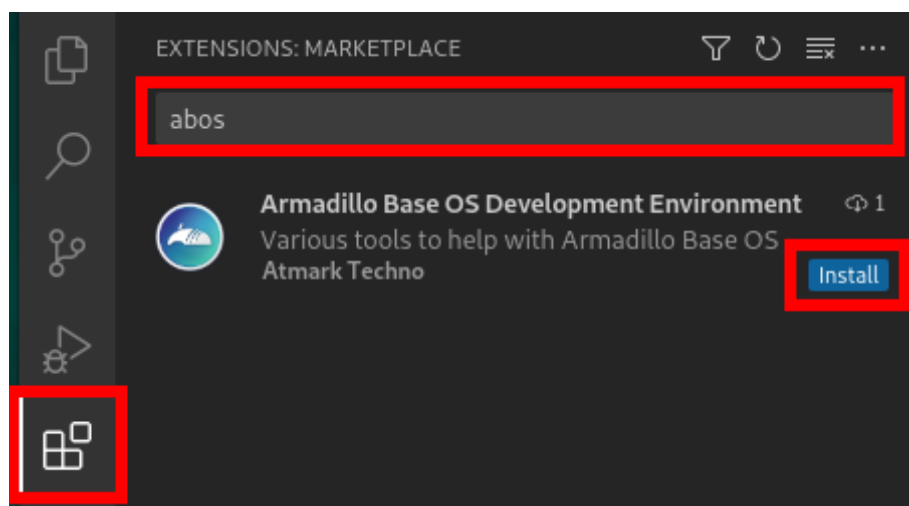 EXTENSIONS: MARKETPLACE
abos
Armadillo Base OS Development Environment 1
Various tools to help with Armadillo Base OS
Atmark Techno
Install